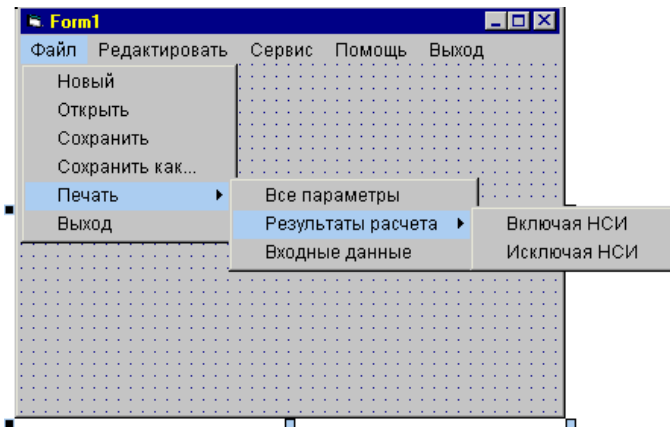 Form1
Файл Редактировать Сервис Помощь Выход
Новый
Открыть
Сохранить
Сохранить как...
Печать
Выход
Все параметры
Результаты расчета
Входные данные
Включая НСИ
Исключая НСИ